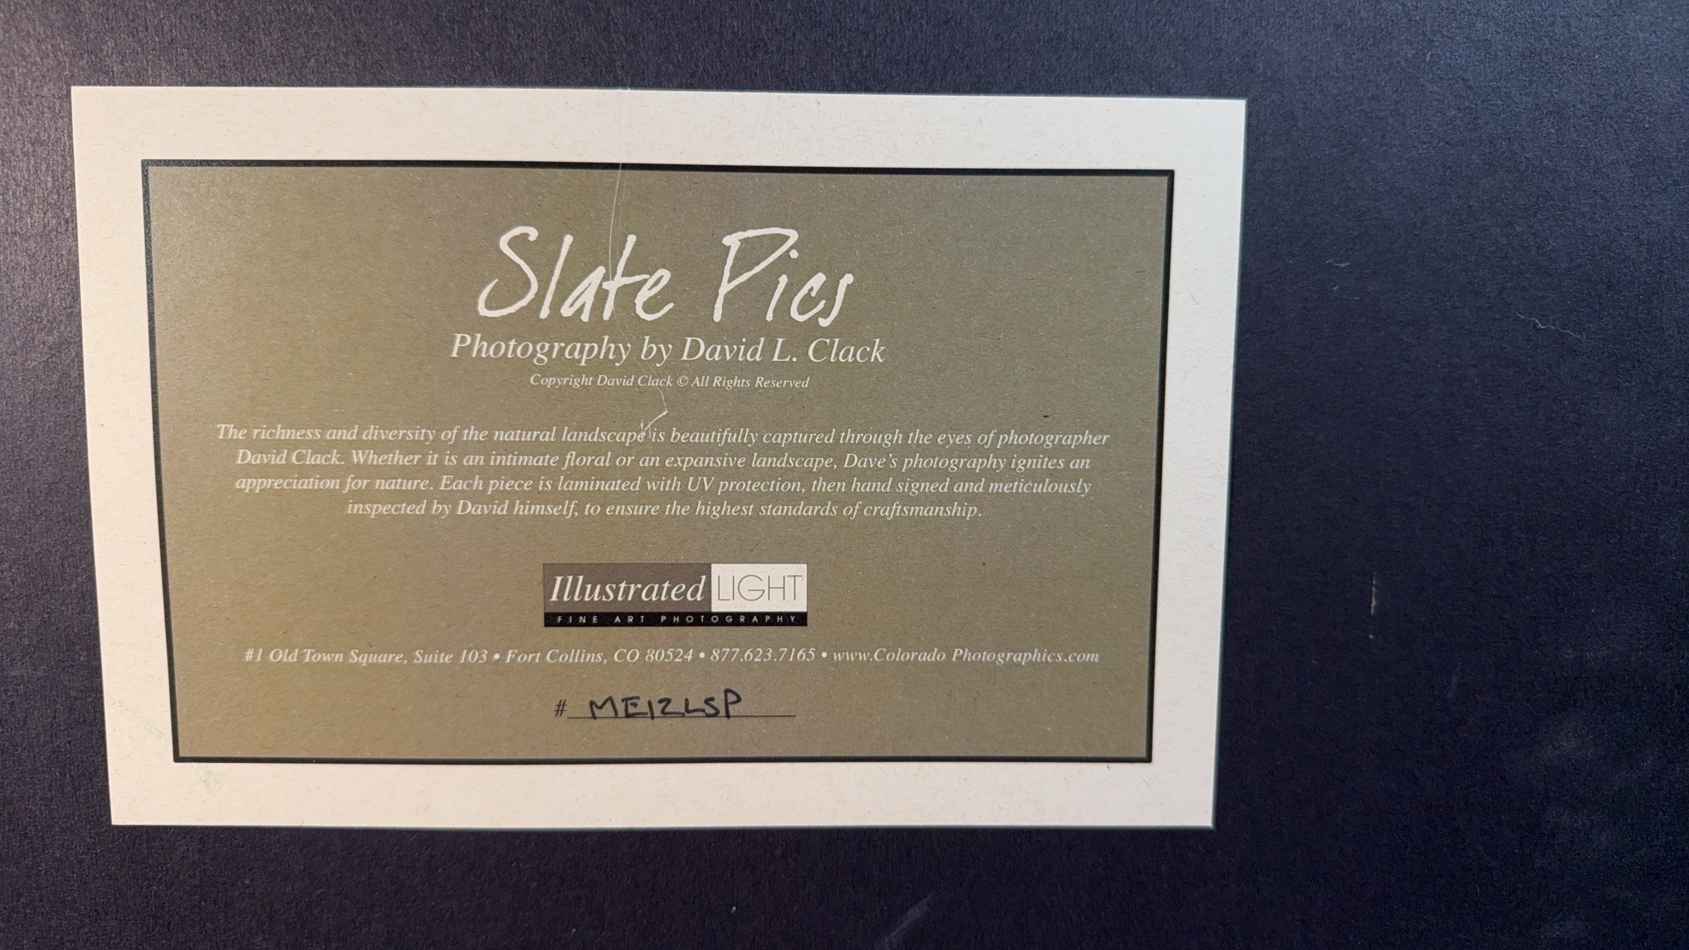 Slate Pics
Photography by David L. Clack
Copyright David Clack © All Rights Reserved
The richness and diversity of the natural landscape is beautifully captured through the eyes of photographer
David Clack. Whether it is an intimate floral or an expansive landscape, Dave's photography ignites an
appreciation for nature. Each piece is laminated with UV protection, then hand signed and meticulously
inspected by David himself, to ensure the highest standards of craftsmanship.
Illustrated LIGHT
FINE ART PHOTOGRAPHY
#1 Old Town Square, Suite 103 • Fort Collins, CO 80524 • 877.623.7165 • www.Colorado Photographics.com
# ME12LSP